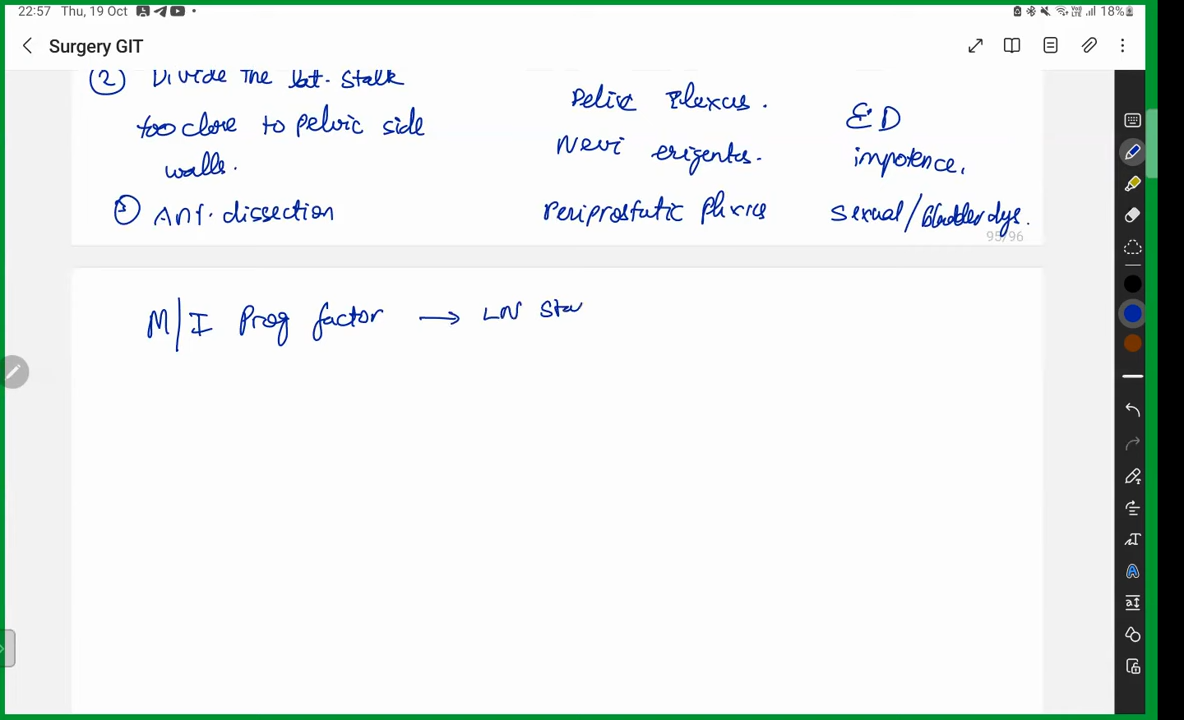 22:57 Thu, 19 Oct
18%
Surgery GIT
② Divide the lat. stalk
too close to pelvic side
walls.
Pelvic Plexus.
Nevi erigentes.
ED
impotence.
③ Ant. dissection
Periprostatic plexus
Sexual/Bladder dys.
95/96
M/I Prog factor → LN Sta